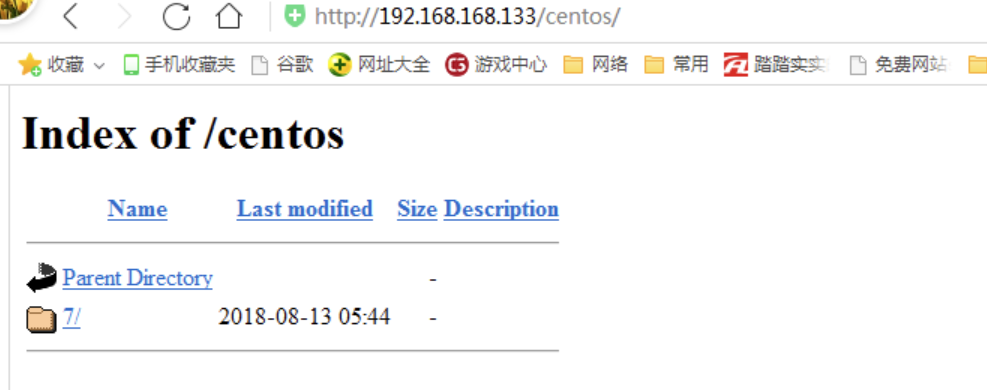 http://192.168.168.133/centos/
收藏 手机收藏夹 谷歌 网址大全 游戏中心 网络 常用 踏踏实实 免费网站
Index of /centos
Name Last modified Size Description
Parent Directory -
7/ 2018-08-13 05:44 -